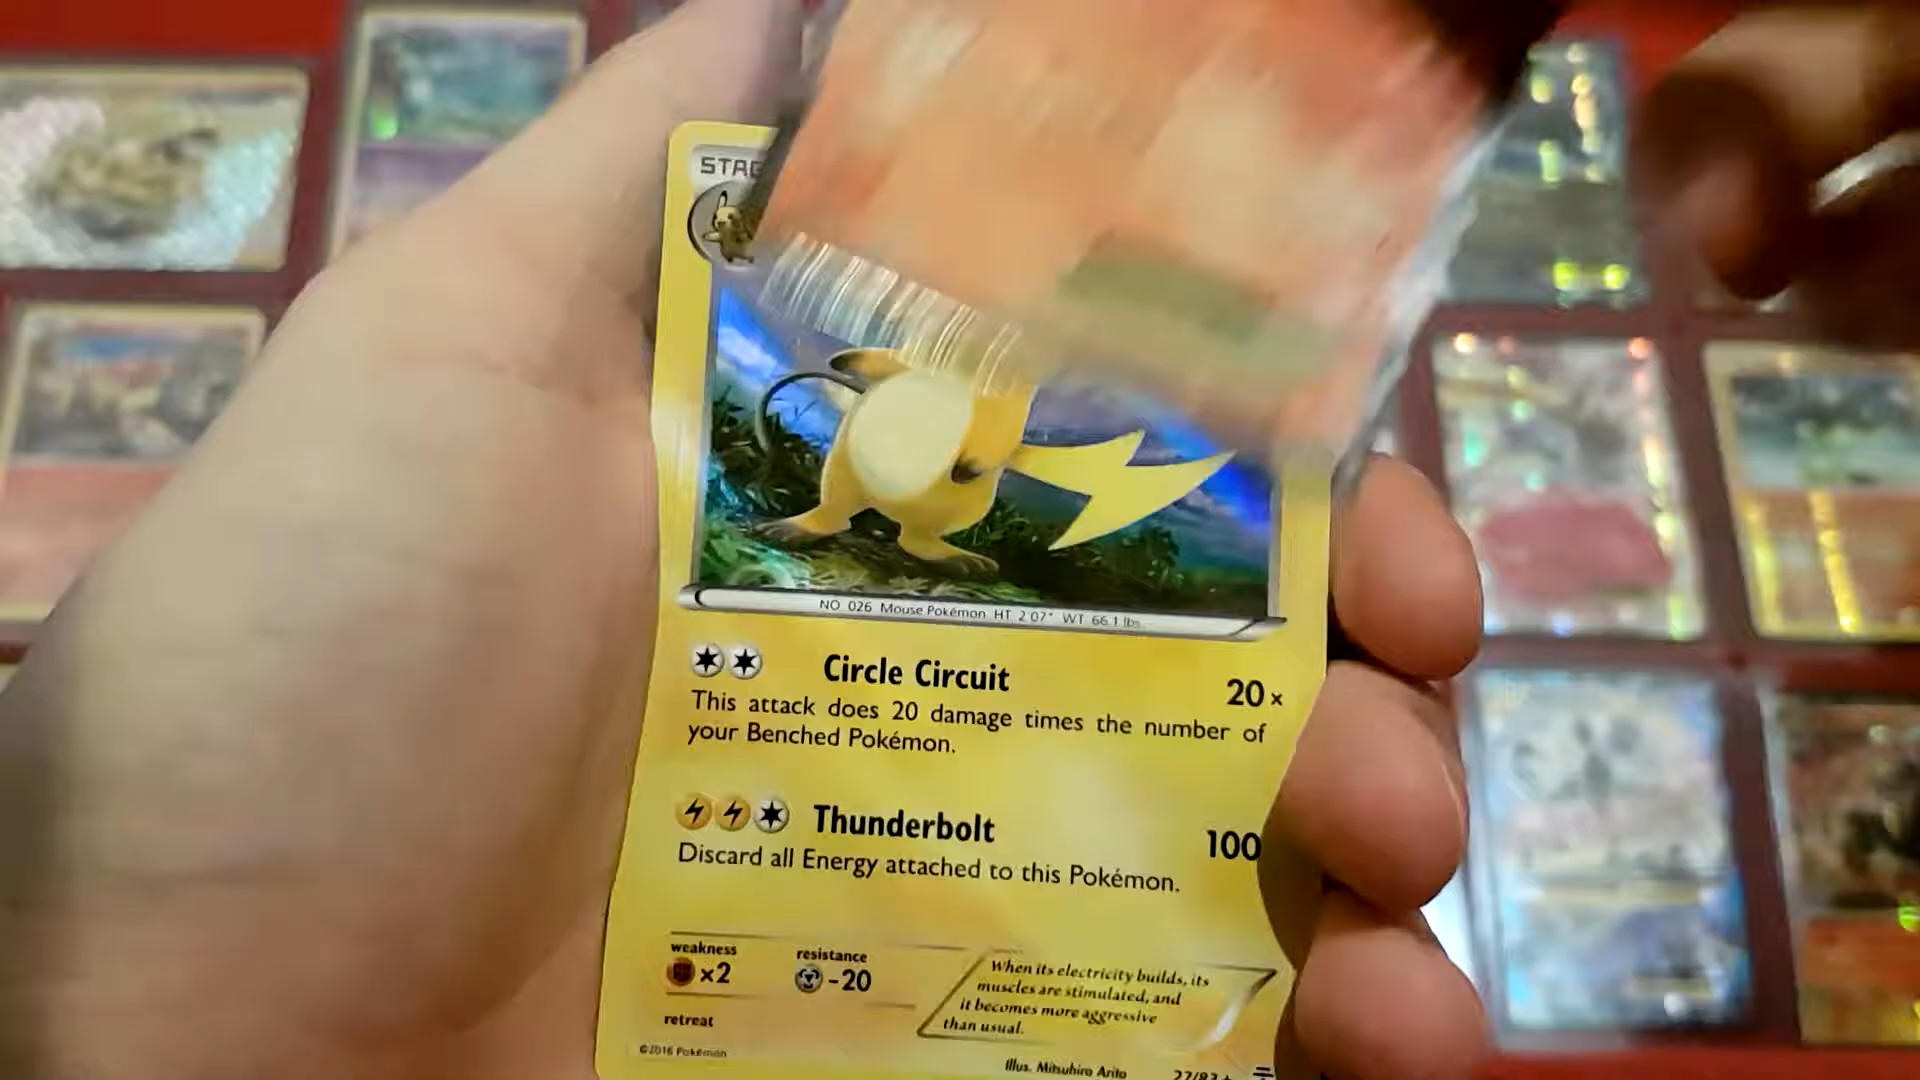 STAG
NO 026 Mouse Pokémon HT 2'07" WT 66.1 lbs.
Circle Circuit 20×
This attack does 20 damage times the number of
your Benched Pokémon.
Thunderbolt 100
Discard all Energy attached to this Pokémon.
weakness resistance
×2 -20
When its electricity builds, its
muscles are stimulated, and
it becomes more aggressive
than usual.
retreat
©2016 Pokémon
Illus. Mitsuhiro Arita